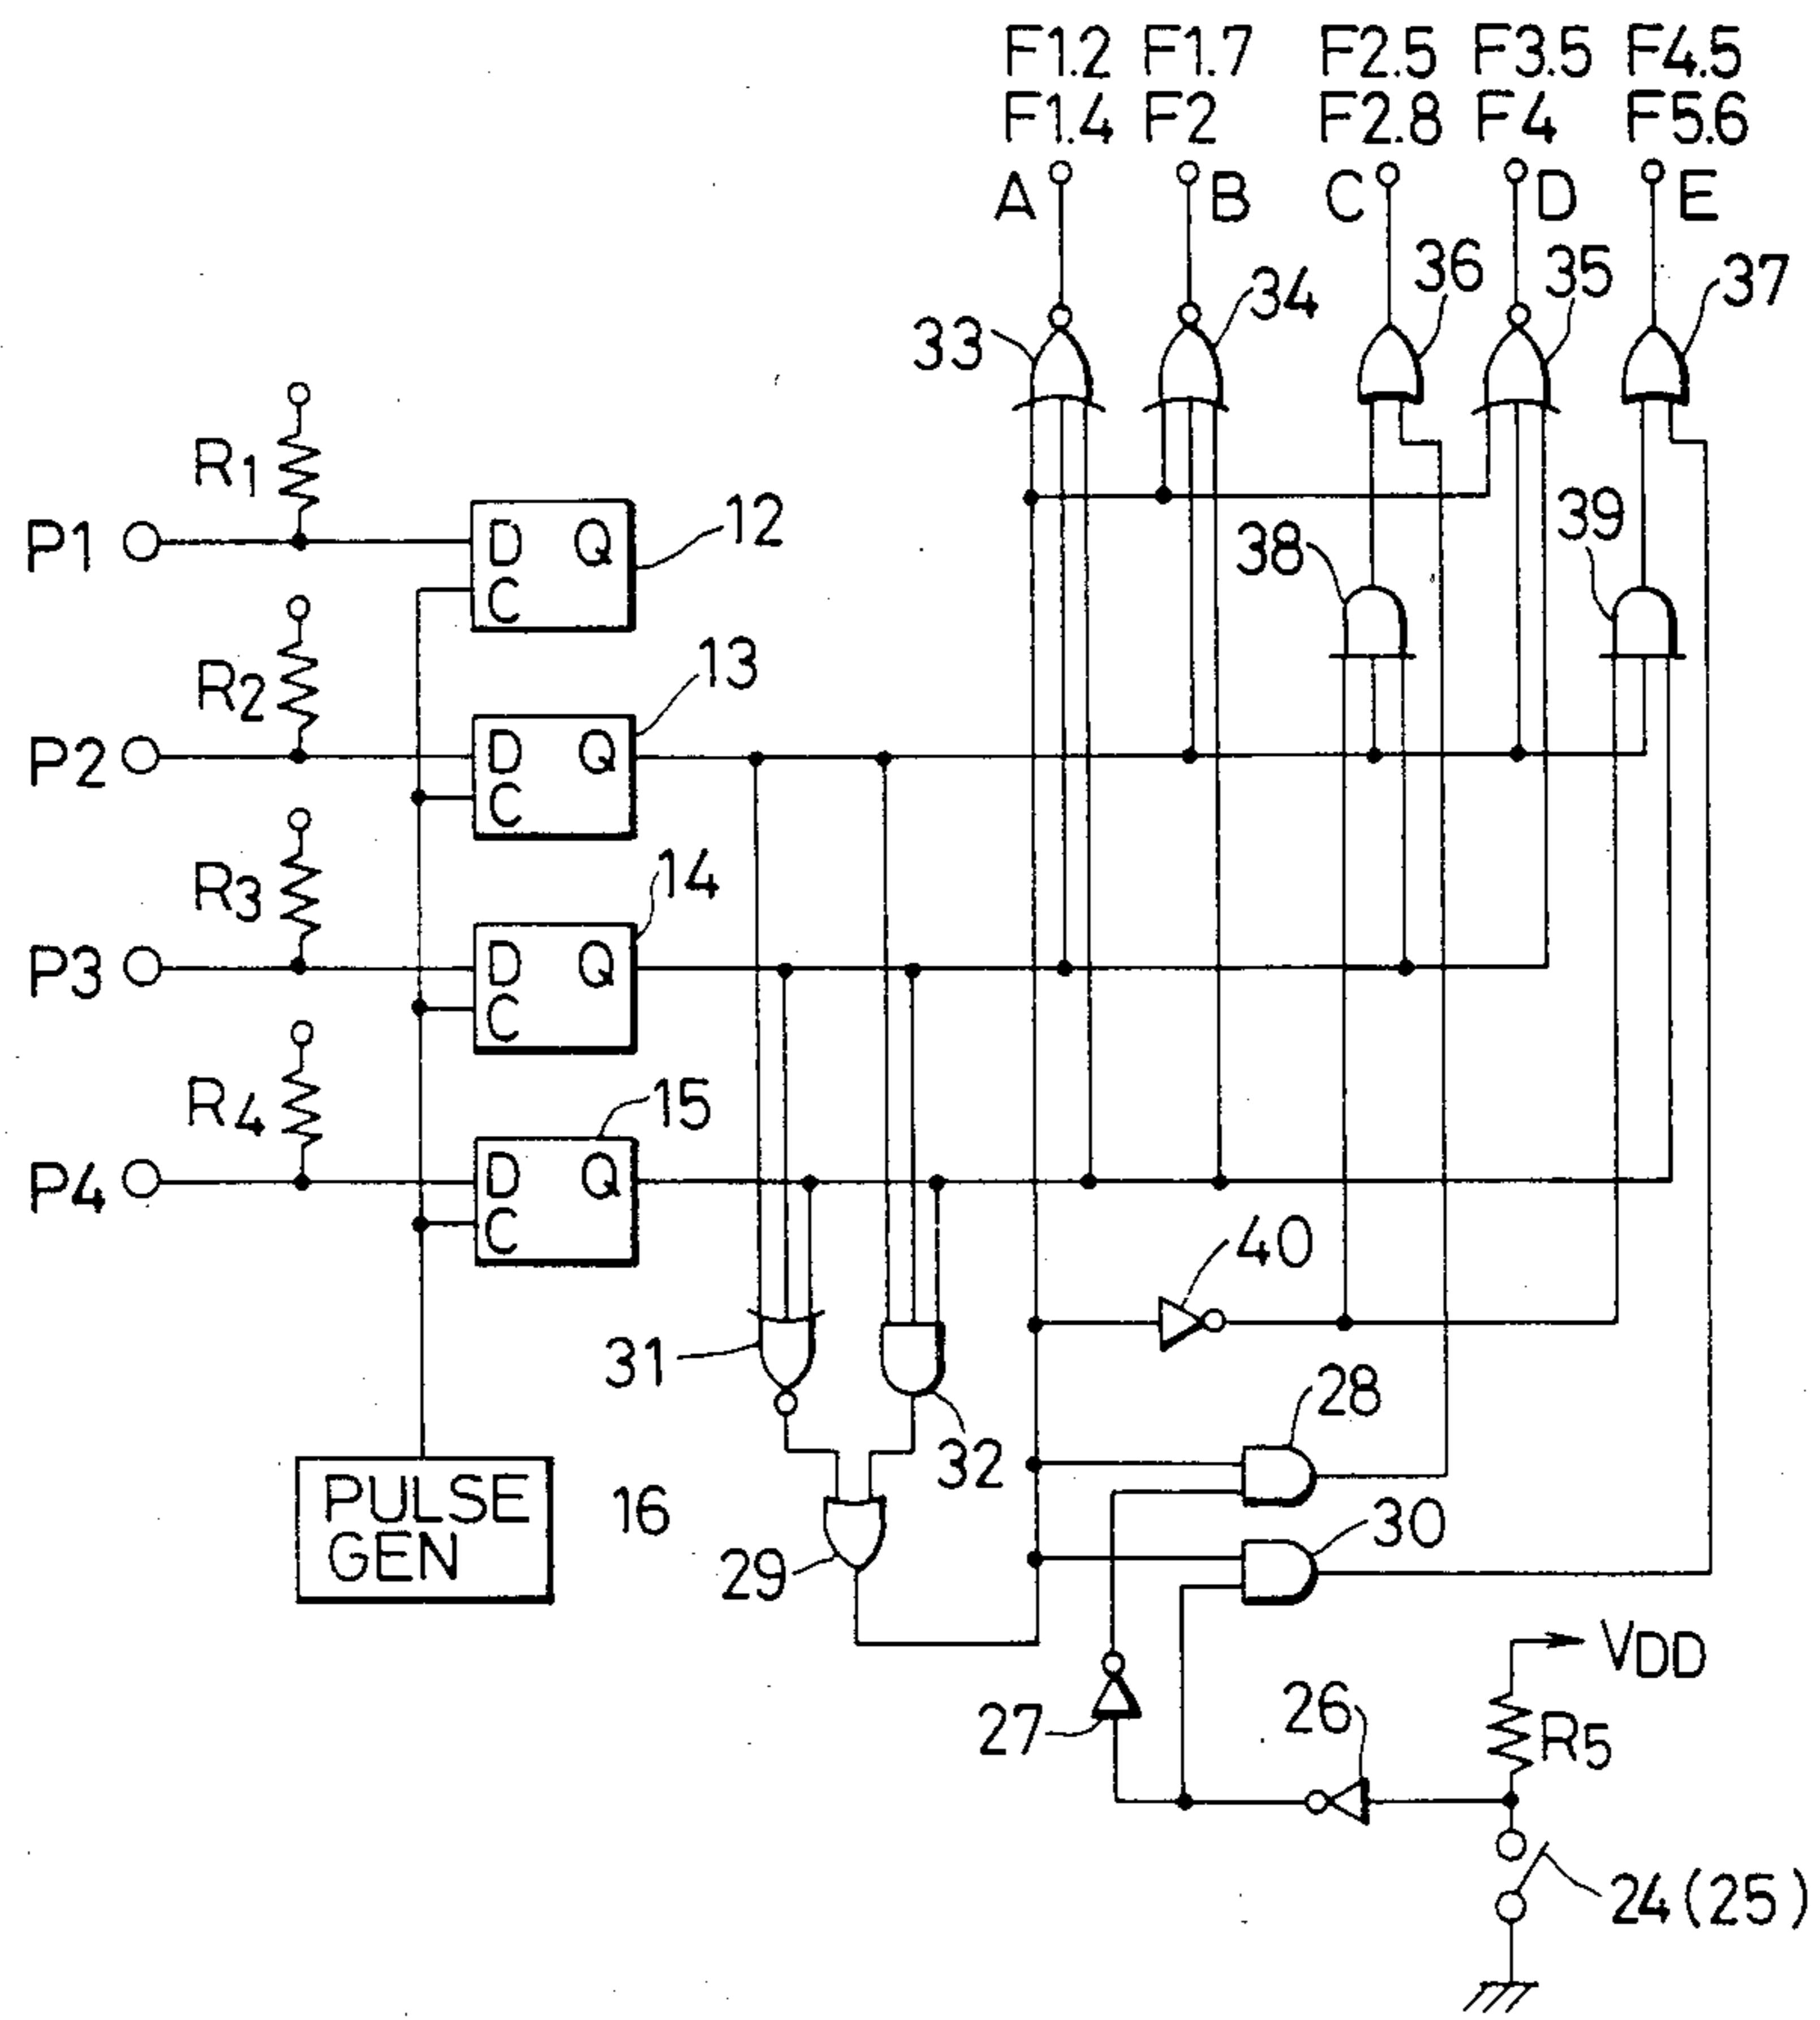 F1.2 F1.7 F2.5 F3.5 F4.5
F1.4 F2 F2.8 F4 F5.6
A B C D E
36 35 37
34
33
R1
P1 D Q 12
C
38 39
R2
13
P2 D Q
C
R3
14
P3 D Q
C
R4
15
P4 D Q
C
40
31
28
32
PULSE
GEN
16
30
29
VDD
27 26 R5
24(25)